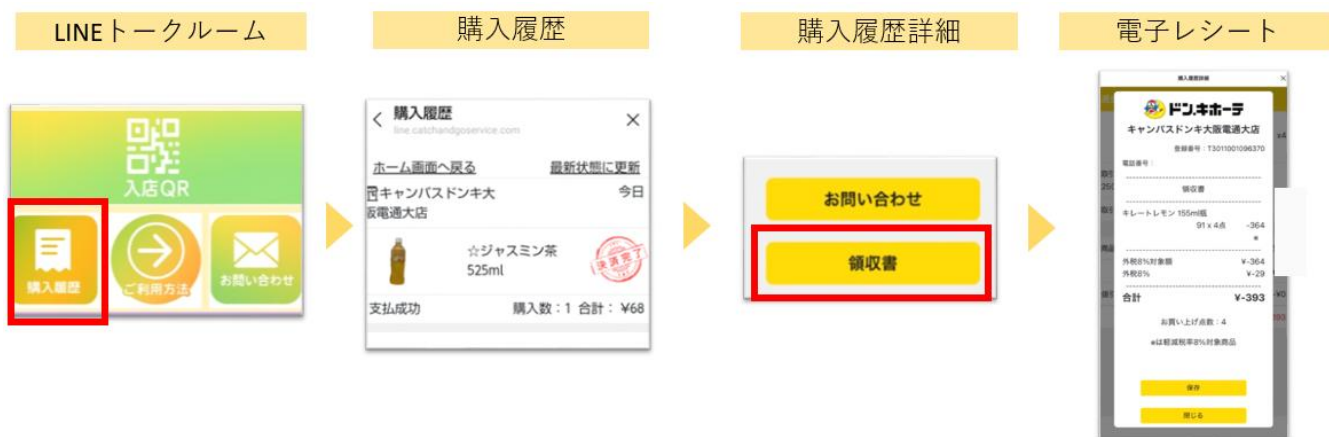 LINEトークルーム
入店QR
購入履歴
ご利用方法
お問い合わせ
購入履歴
購入履歴
line.catchandgoservice.com
ホーム画面へ戻る
最新状態に更新
キャンパスドンキ大
阪電通大店
今日
☆ジャスミン茶
525ml
決済完了
支払成功
購入数：1 合計： ¥68
購入履歴詳細
お問い合わせ
領収書
電子レシート
購入履歴詳細
ドン.キホーテ
キャンパスドンキ大阪電通大店
登録番号：T3011001096370
電話番号：
領収書
キレートレモン 155ml瓶
91 x 4点 -364
外税8%対象額 ¥-364
外税8% ¥-29
合計 ¥-393
お買い上げ点数：4
※は軽減税率8%対象商品
保存
閉じる